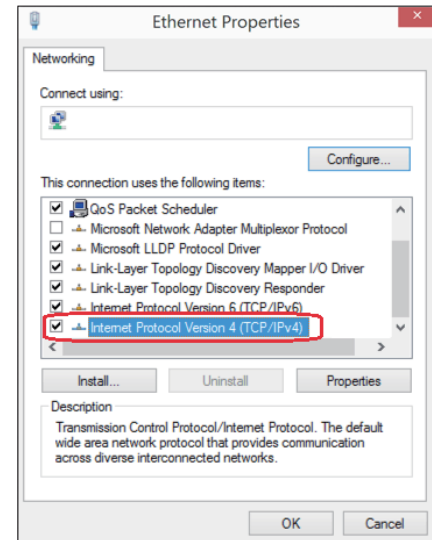 Ethernet Properties
Networking
Connect using:
Configure...
This connection uses the following items:
QoS Packet Scheduler
Microsoft Network Adapter Multiplexor Protocol
Microsoft LLDP Protocol Driver
Link-Layer Topology Discovery Mapper I/O Driver
Link-Layer Topology Discovery Responder
Internet Protocol Version 6 (TCP/IPv6)
Internet Protocol Version 4 (TCP/IPv4)
Install... Uninstall Properties
Description
Transmission Control Protocol/Internet Protocol. The default
wide area network protocol that provides communication
across diverse interconnected networks.
OK Cancel